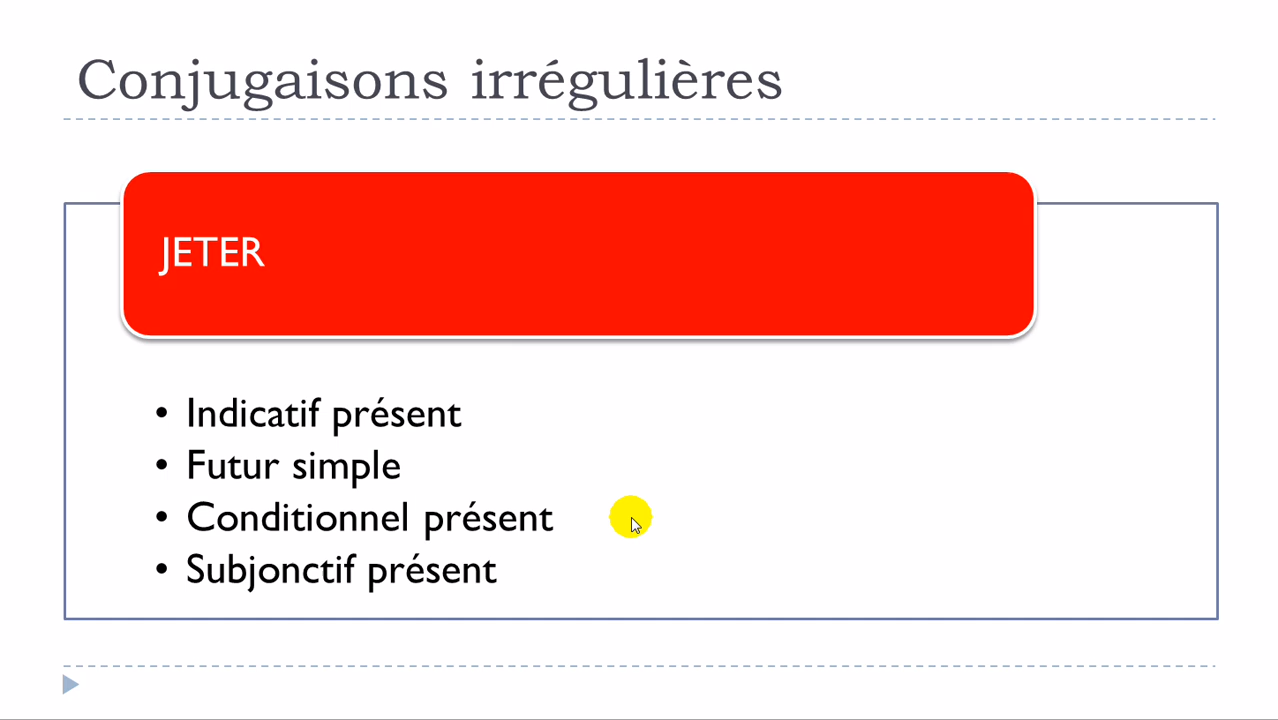 Conjugaisons irrégulières
JETER
• Indicatif présent
• Futur simple
• Conditionnel présent
• Subjonctif présent